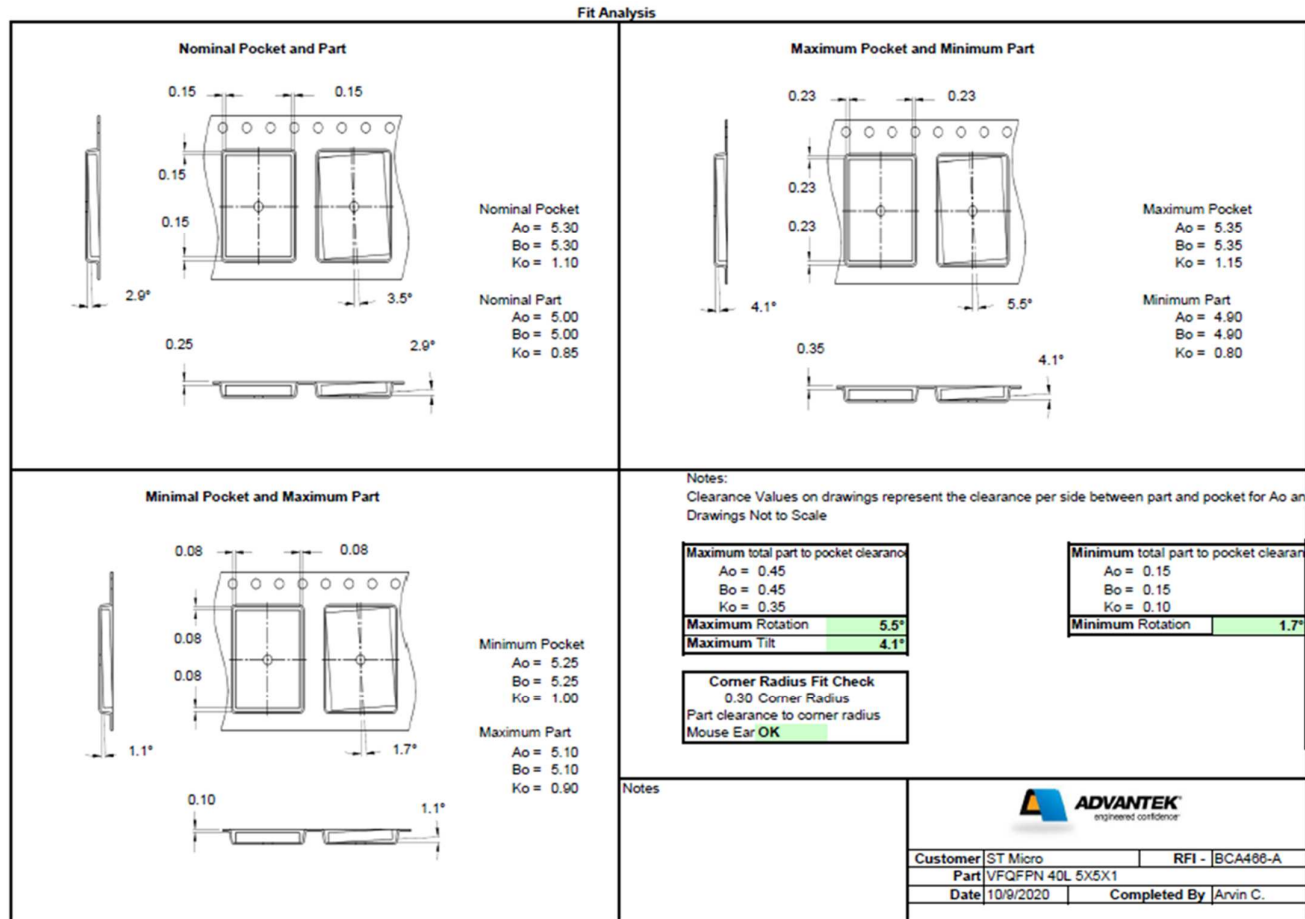 Fit Analysis
Nominal Pocket and Part
0.15 0.15
0.15
0.15
2.9° 3.5°
0.25 2.9°
Nominal Pocket
Ao = 5.30
Bo = 5.30
Ko = 1.10
Nominal Part
Ao = 5.00
Bo = 5.00
Ko = 0.85
Maximum Pocket and Minimum Part
0.23 0.23
0.23
0.23
4.1° 5.5°
0.35 4.1°
Maximum Pocket
Ao = 5.35
Bo = 5.35
Ko = 1.15
Minimum Part
Ao = 4.90
Bo = 4.90
Ko = 0.80
Minimal Pocket and Maximum Part
0.08 0.08
0.08
0.08
1.1° 1.7°
0.10 1.1°
Minimum Pocket
Ao = 5.25
Bo = 5.25
Ko = 1.00
Maximum Part
Ao = 5.10
Bo = 5.10
Ko = 0.90
Notes:
Clearance Values on drawings represent the clearance per side between part and pocket for Ao an
Drawings Not to Scale
Maximum total part to pocket clearance
Ao = 0.45
Bo = 0.45
Ko = 0.35
Maximum Rotation 5.5°
Maximum Tilt 4.1°
Minimum total part to pocket clearan
Ao = 0.15
Bo = 0.15
Ko = 0.10
Minimum Rotation 1.7°
Corner Radius Fit Check
0.30 Corner Radius
Part clearance to corner radius
Mouse Ear OK
Notes
ADVANTEK
engineered confidence
Customer ST Micro RFI - BCA466-A
Part VFQFPN 40L 5X5X1
Date 10/9/2020 Completed By Arvin C.